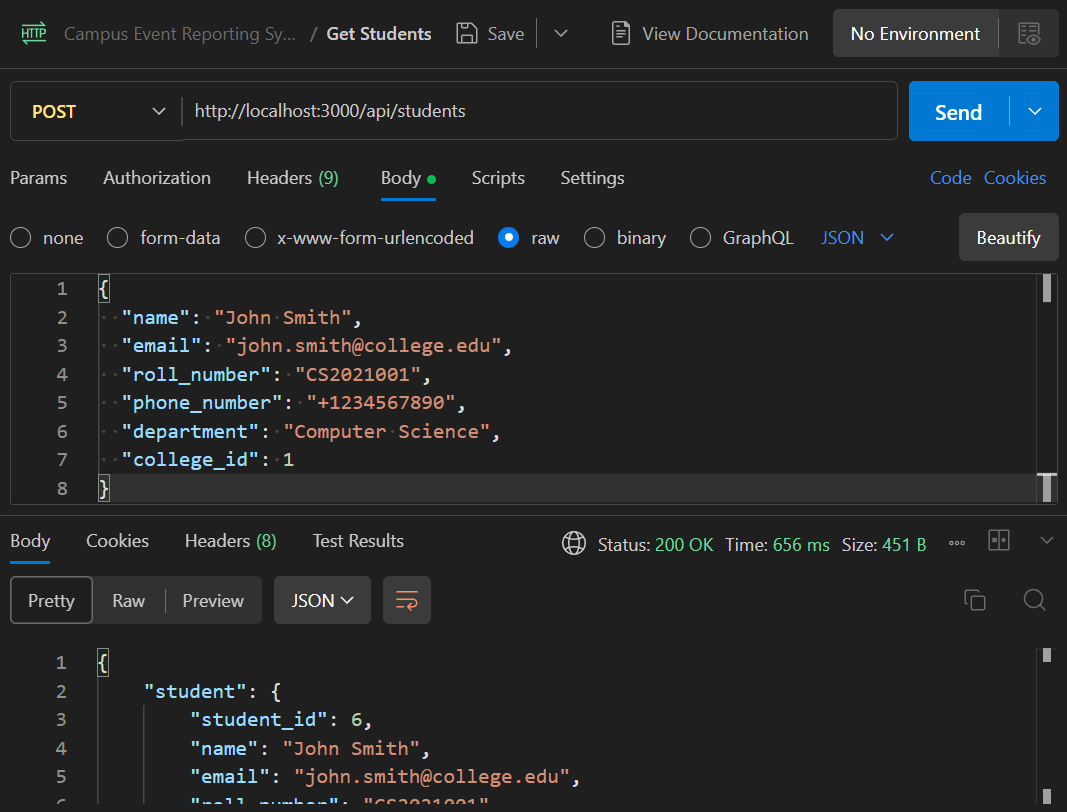 HTTP Campus Event Reporting Sy... / Get Students Save View Documentation No Environment
POST http://localhost:3000/api/students Send
Params Authorization Headers (9) Body Scripts Settings Code Cookies
none form-data x-www-form-urlencoded raw binary GraphQL JSON Beautify
1 {
2 "name": "John Smith",
3 "email": "john.smith@college.edu",
4 "roll_number": "CS2021001",
5 "phone_number": "+1234567890",
6 "department": "Computer Science",
7 "college_id": 1
8 }
Body Cookies Headers (8) Test Results Status: 200 OK Time: 656 ms Size: 451 B
Pretty Raw Preview JSON
1 {
2 "student": {
3 "student_id": 6,
4 "name": "John Smith",
5 "email": "john.smith@college.edu",
6 "roll_number": "CS2021001"